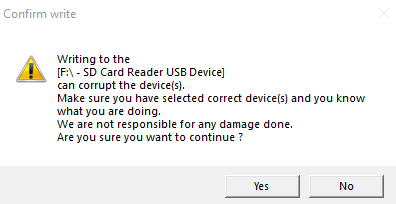 Confirm write
Writing to the
[F:\ - SD Card Reader USB Device]
can corrupt the device(s).
Make sure you have selected correct device(s) and you know
what you are doing.
We are not responsible for any damage done.
Are you sure you want to continue ?
Yes
No